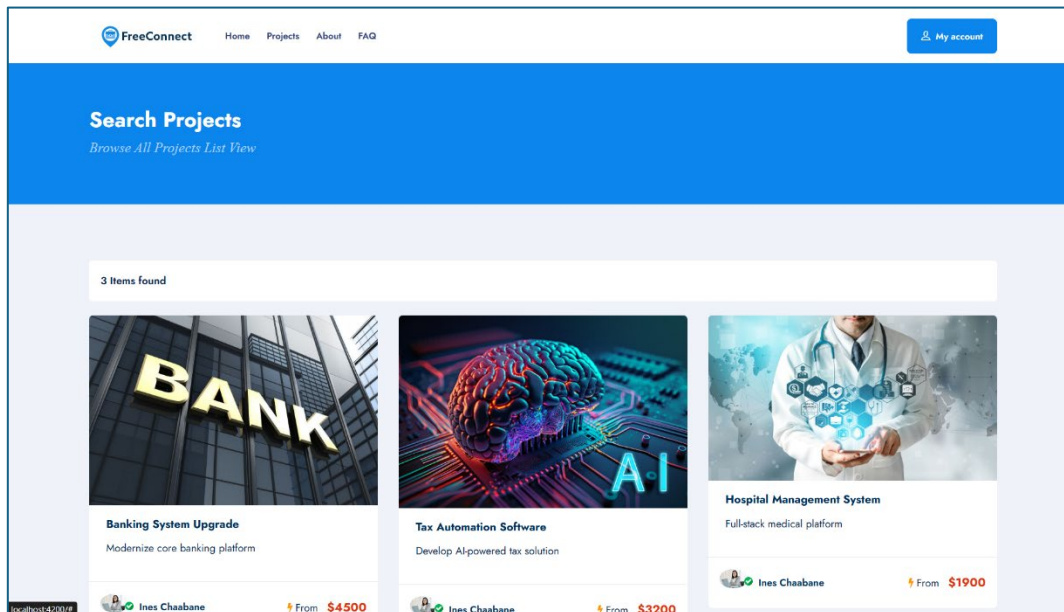 FreeConnect Home Projects About FAQ My account
Search Projects
Browse All Projects List View
3 Items found
BANK
AI
Banking System Upgrade
Modernize core banking platform
Ines Chaabane From $4500
Tax Automation Software
Develop AI-powered tax solution
Ines Chaabane From $3200
Hospital Management System
Full-stack medical platform
Ines Chaabane From $1900
localhost:4200/#